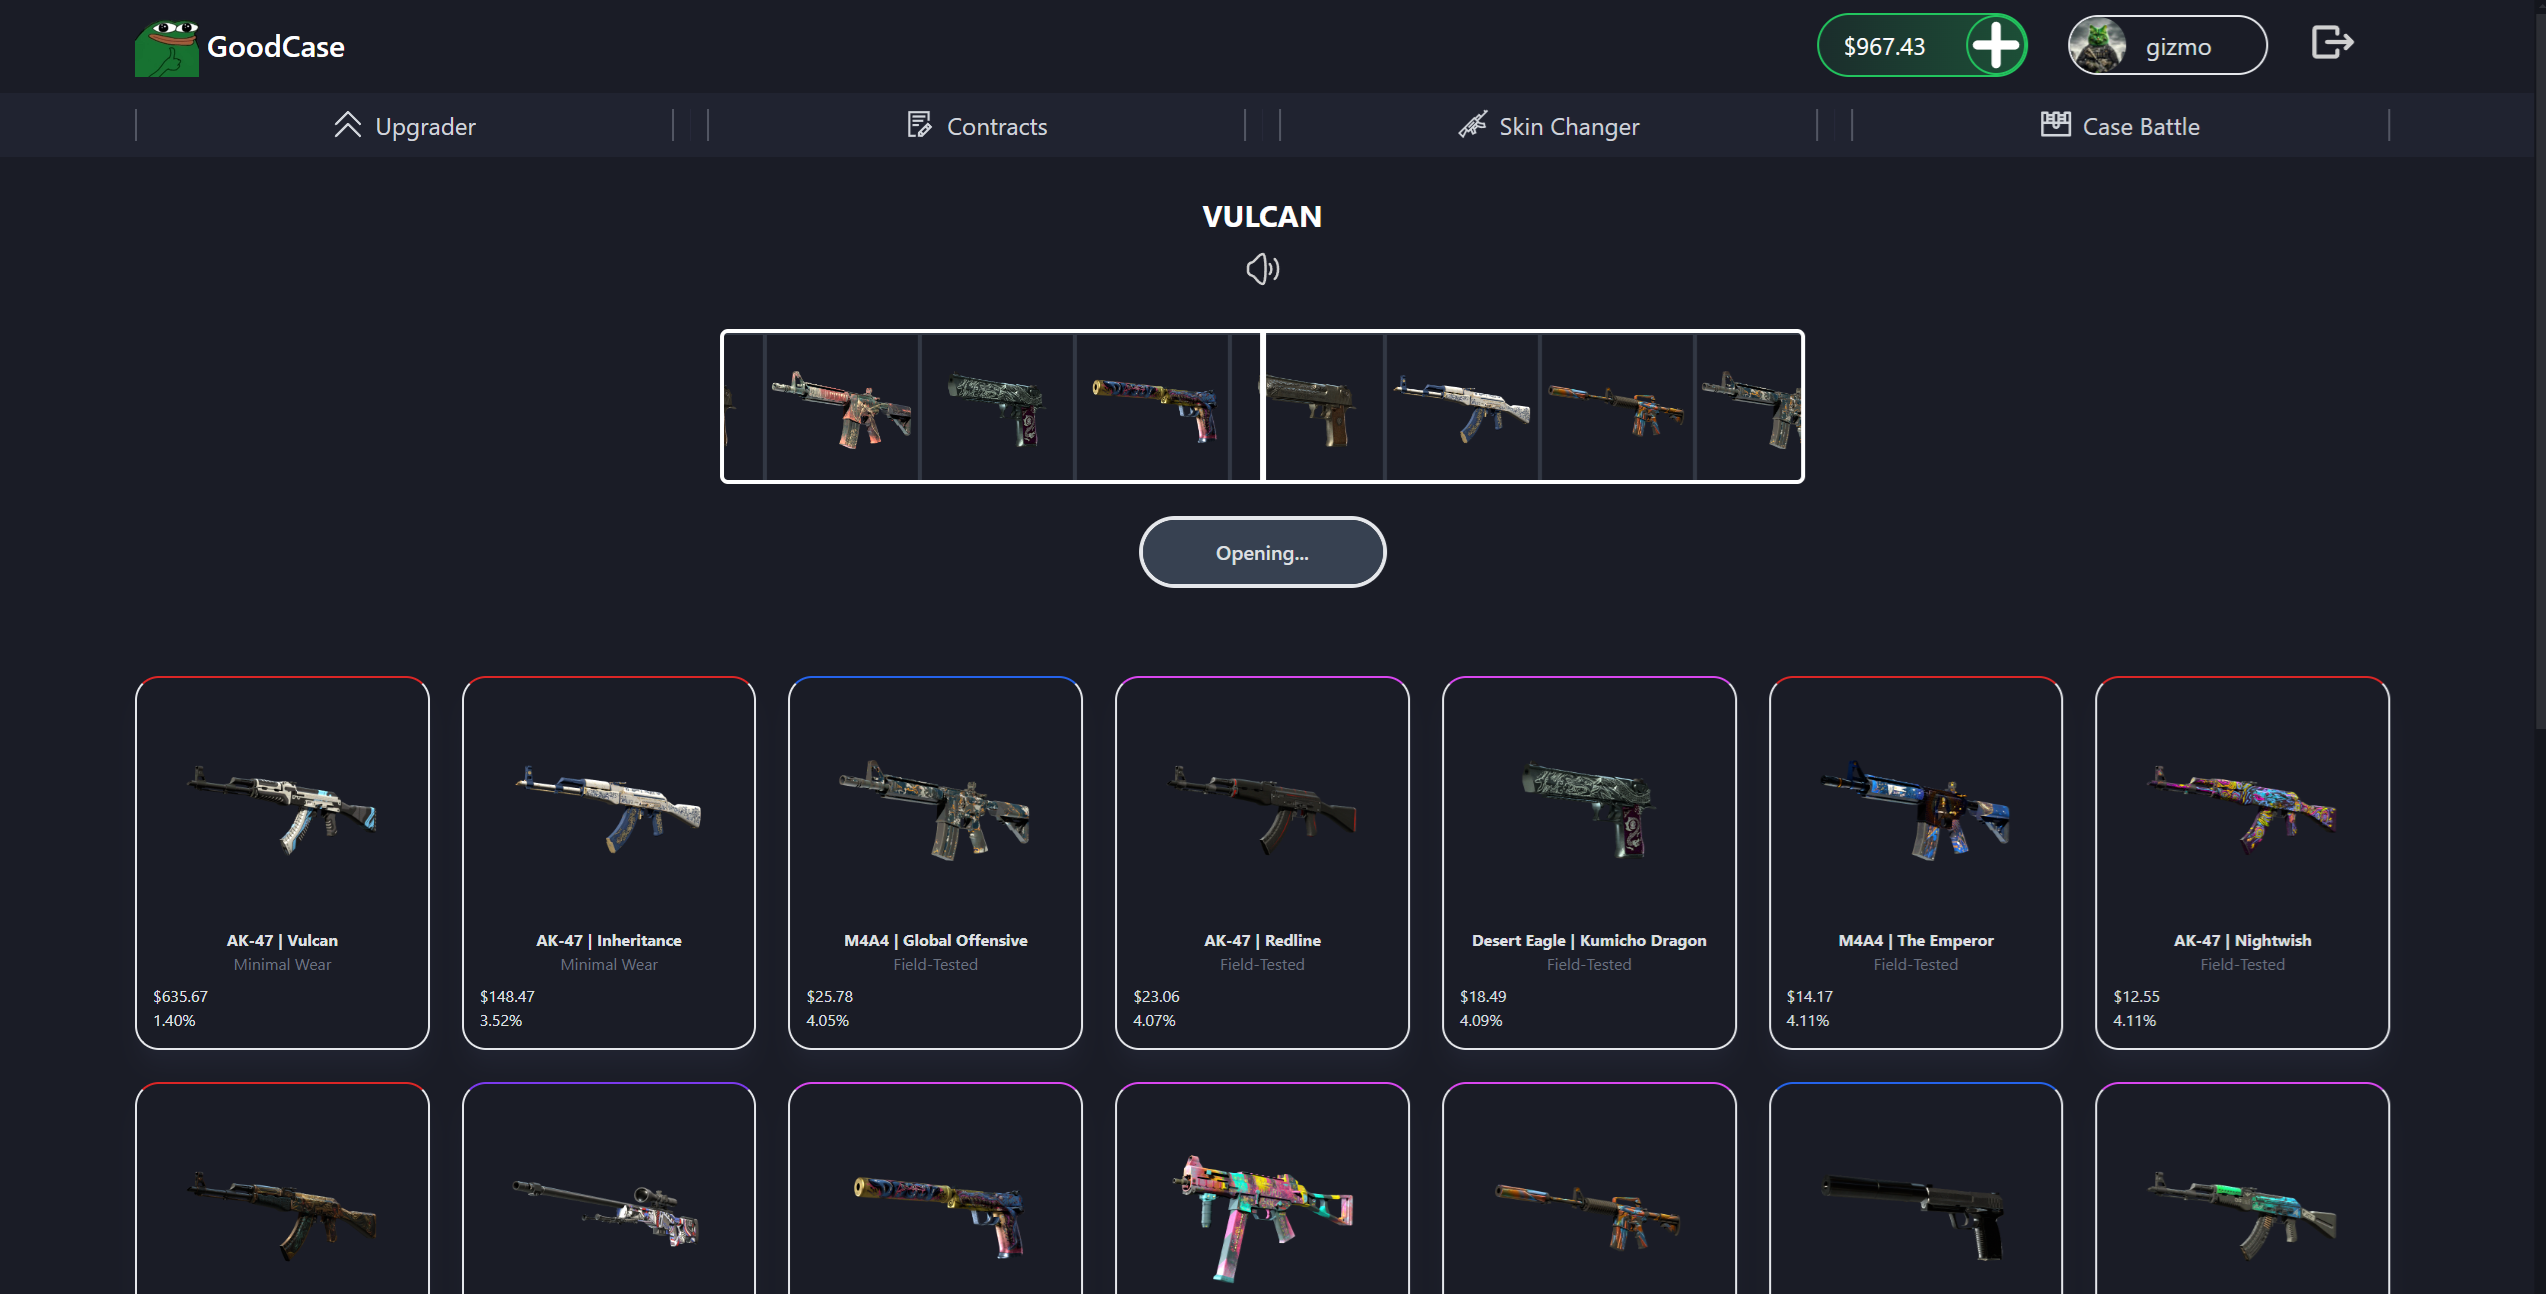 GoodCase
$967.43
gizmo
Upgrader
Contracts
Skin Changer
Case Battle
VULCAN
Opening...
AK-47 | Vulcan
Minimal Wear
$635.67
1.40%
AK-47 | Inheritance
Minimal Wear
$148.47
3.52%
M4A4 | Global Offensive
Field-Tested
$25.78
4.05%
AK-47 | Redline
Field-Tested
$23.06
4.07%
Desert Eagle | Kumicho Dragon
Field-Tested
$18.49
4.09%
M4A4 | The Emperor
Field-Tested
$14.17
4.11%
AK-47 | Nightwish
Field-Tested
$12.55
4.11%